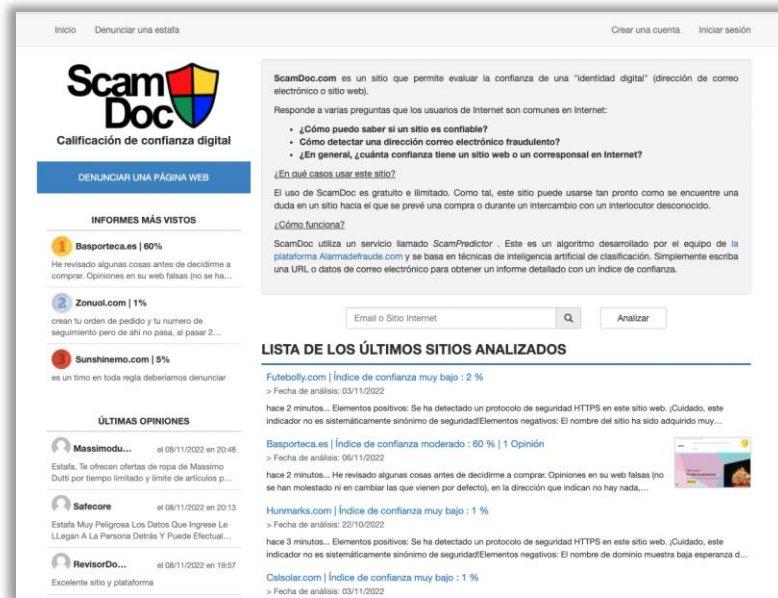 Inicio
Denunciar una estafa
Crear una cuenta
Iniciar sesión
Scam
Doc
Calificación de confianza digital
DENUNCIAR UNA PÁGINA WEB
INFORMES MÁS VISTOS
1
Basporteca.es | 60%
He revisado algunas cosas antes de decidirme a
comprar. Opiniones en su web falsas (no se ha...
2
Zonuol.com | 1%
crean tu orden de pedido y tu numero de
seguimiento pero de ahi no pasa, al pasar 2...
3
Sunshinemo.com | 5%
es un timo en toda regla deberiamos denunciar
ÚLTIMAS OPINIONES
Massimodu... el 08/11/2022 en 20:48
Estafa. Te ofrecen ofertas de ropa de Massimo
Dutti por tiempo limitado y límite de artículos p...
Safecore el 08/11/2022 en 20:13
Estafa Muy Peligrosa Los Datos Que Ingrese Le
LLegan A La Persona Detrás Y Puede Efectual...
RevisorDo... el 08/11/2022 en 19:57
Excelente sitio y plataforma
ScamDoc.com es un sitio que permite evaluar la confianza de una "identidad digital" (dirección de correo
electrónico o sitio web).
Responde a varias preguntas que los usuarios de Internet son comunes en Internet:
• ¿Cómo puedo saber si un sitio es confiable?
• Cómo detectar una dirección correo electrónico fraudulento?
• ¿En general, ¿cuánta confianza tiene un sitio web o un corresponsal en Internet?
¿En qué casos usar este sitio?
El uso de ScamDoc es gratuito e ilimitado. Como tal, este sitio puede usarse tan pronto como se encuentre una
duda en un sitio hacia el que se prevé una compra o durante un intercambio con un interlocutor desconocido.
¿Cómo funciona?
ScamDoc utiliza un servicio llamado ScamPredictor . Este es un algoritmo desarrollado por el equipo de la
plataforma Alarmadefraude.com y se basa en técnicas de inteligencia artificial de clasificación. Simplemente escriba
una URL o datos de correo electrónico para obtener un informe detallado con un índice de confianza.
Email o Sitio Internet
Analizar
LISTA DE LOS ÚLTIMOS SITIOS ANALIZADOS
Futebolly.com | Índice de confianza muy bajo : 2 %
> Fecha de análisis: 03/11/2022
hace 2 minutos... Elementos positivos: Se ha detectado un protocolo de seguridad HTTPS en este sitio web. ¡Cuidado, este
indicador no es sistemáticamente sinónimo de seguridad!Elementos negativos: El nombre del sitio ha sido adquirido muy...
Basporteca.es | Índice de confianza moderado : 60 % | 1 Opinión
> Fecha de análisis: 06/11/2022
hace 2 minutos... He revisado algunas cosas antes de decidirme a comprar. Opiniones en su web falsas (no
se han molestado ni en cambiar las que vienen por defecto), en la dirección que indican no hay nada,...
Hunmarks.com | Índice de confianza muy bajo : 1 %
> Fecha de análisis: 22/10/2022
hace 3 minutos... Elementos positivos: Se ha detectado un protocolo de seguridad HTTPS en este sitio web. ¡Cuidado, este
indicador no es sistemáticamente sinónimo de seguridad!Elementos negativos: El nombre de dominio muestra baja esperanza d...
Cslsolar.com | Índice de confianza muy bajo : 1 %
> Fecha de análisis: 03/11/2022